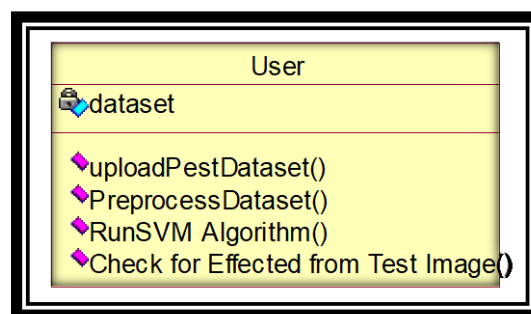 User
dataset
uploadPestDataset()
PreprocessDataset()
RunSVM Algorithm()
Check for Effected from Test Image()